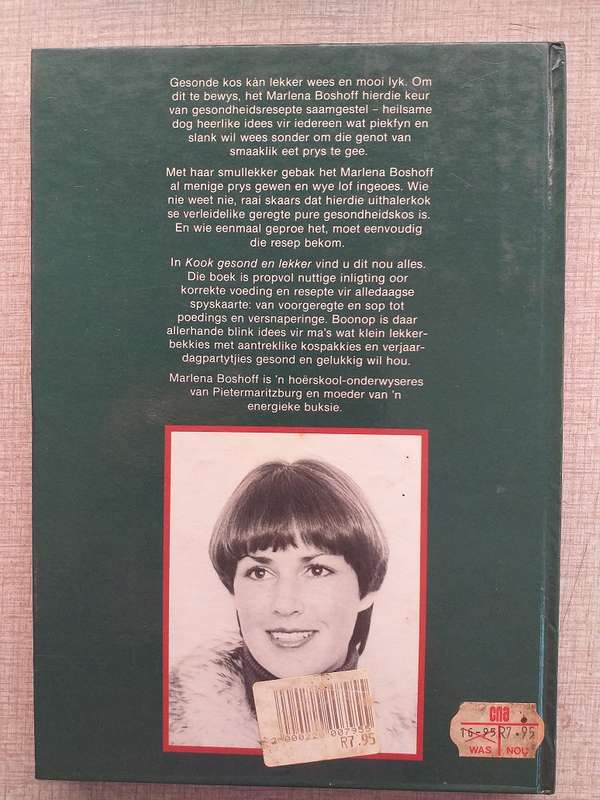 Gesonde kos kán lekker wees en mooi lyk. Om
dit te bewys, het Marlena Boshoff hierdie keur
van gesondheidsresepte saamgestel – heilsame
dog heerlike idees vir iedereen wat piekfyn en
slank wil wees sonder om die genot van
smaaklik eet prys te gee.
Met haar smullekker gebak het Marlena Boshoff
al menige prys gewen en wye lof ingeoes. Wie
nie weet nie, raai skaars dat hierdie uithalerkok
se verleidelike geregte pure gesondheidskos is.
En wie eenmaal geproe het, moet eenvoudig
die resep bekom.
In Kook gesond en lekker vind u dit nou alles.
Die boek is propvol nuttige inligting oor
korrekte voeding en resepte vir alledaagse
spyskaarte: van voorgeregte en sop tot
poedings en versnaperinge. Boonop is daar
allerhande blink idees vir ma's wat klein lekker-
bekkies met aantreklike kospakkies en verjaar-
dagpartytjies gesond en gelukkig wil hou.
Marlena Boshoff is 'n hoërskool-onderwyseres
van Pietermaritzburg en moeder van 'n
energieke buksie.
R7.95
cna
16-95 R7.95
WAS NOU